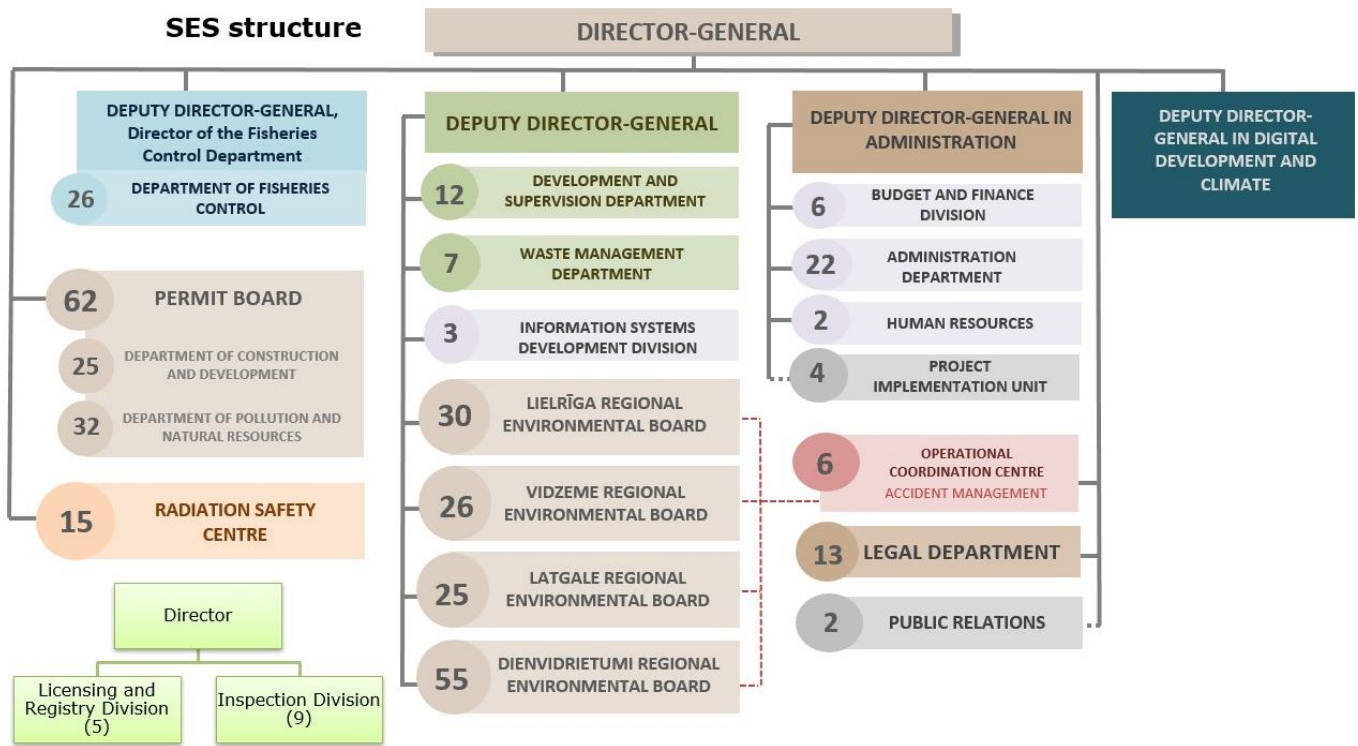 SES structure
DIRECTOR-GENERAL
DEPUTY DIRECTOR-GENERAL,
Director of the Fisheries
Control Department
26
DEPARTMENT OF FISHERIES
CONTROL
62
PERMIT BOARD
25
DEPARTMENT OF CONSTRUCTION
AND DEVELOPMENT
32
DEPARTMENT OF POLLUTION AND
NATURAL RESOURCES
15
RADIATION SAFETY
CENTRE
Director
Licensing and
Registry Division
(5)
Inspection Division
(9)
DEPUTY DIRECTOR-GENERAL
12
DEVELOPMENT AND
SUPERVISION DEPARTMENT
7
WASTE MANAGEMENT
DEPARTMENT
3
INFORMATION SYSTEMS
DEVELOPMENT DIVISION
30
LIELRĪGA REGIONAL
ENVIRONMENTAL BOARD
26
VIDZEME REGIONAL
ENVIRONMENTAL BOARD
25
LATGALE REGIONAL
ENVIRONMENTAL BOARD
55
DIENVIDRIETUMI REGIONAL
ENVIRONMENTAL BOARD
DEPUTY DIRECTOR-GENERAL IN
ADMINISTRATION
6
BUDGET AND FINANCE
DIVISION
22
ADMINISTRATION
DEPARTMENT
2
HUMAN RESOURCES
4
PROJECT
IMPLEMENTATION UNIT
6
OPERATIONAL
COORDINATION CENTRE
ACCIDENT MANAGEMENT
13
LEGAL DEPARTMENT
2
PUBLIC RELATIONS
DEPUTY DIRECTOR-
GENERAL IN DIGITAL
DEVELOPMENT AND
CLIMATE